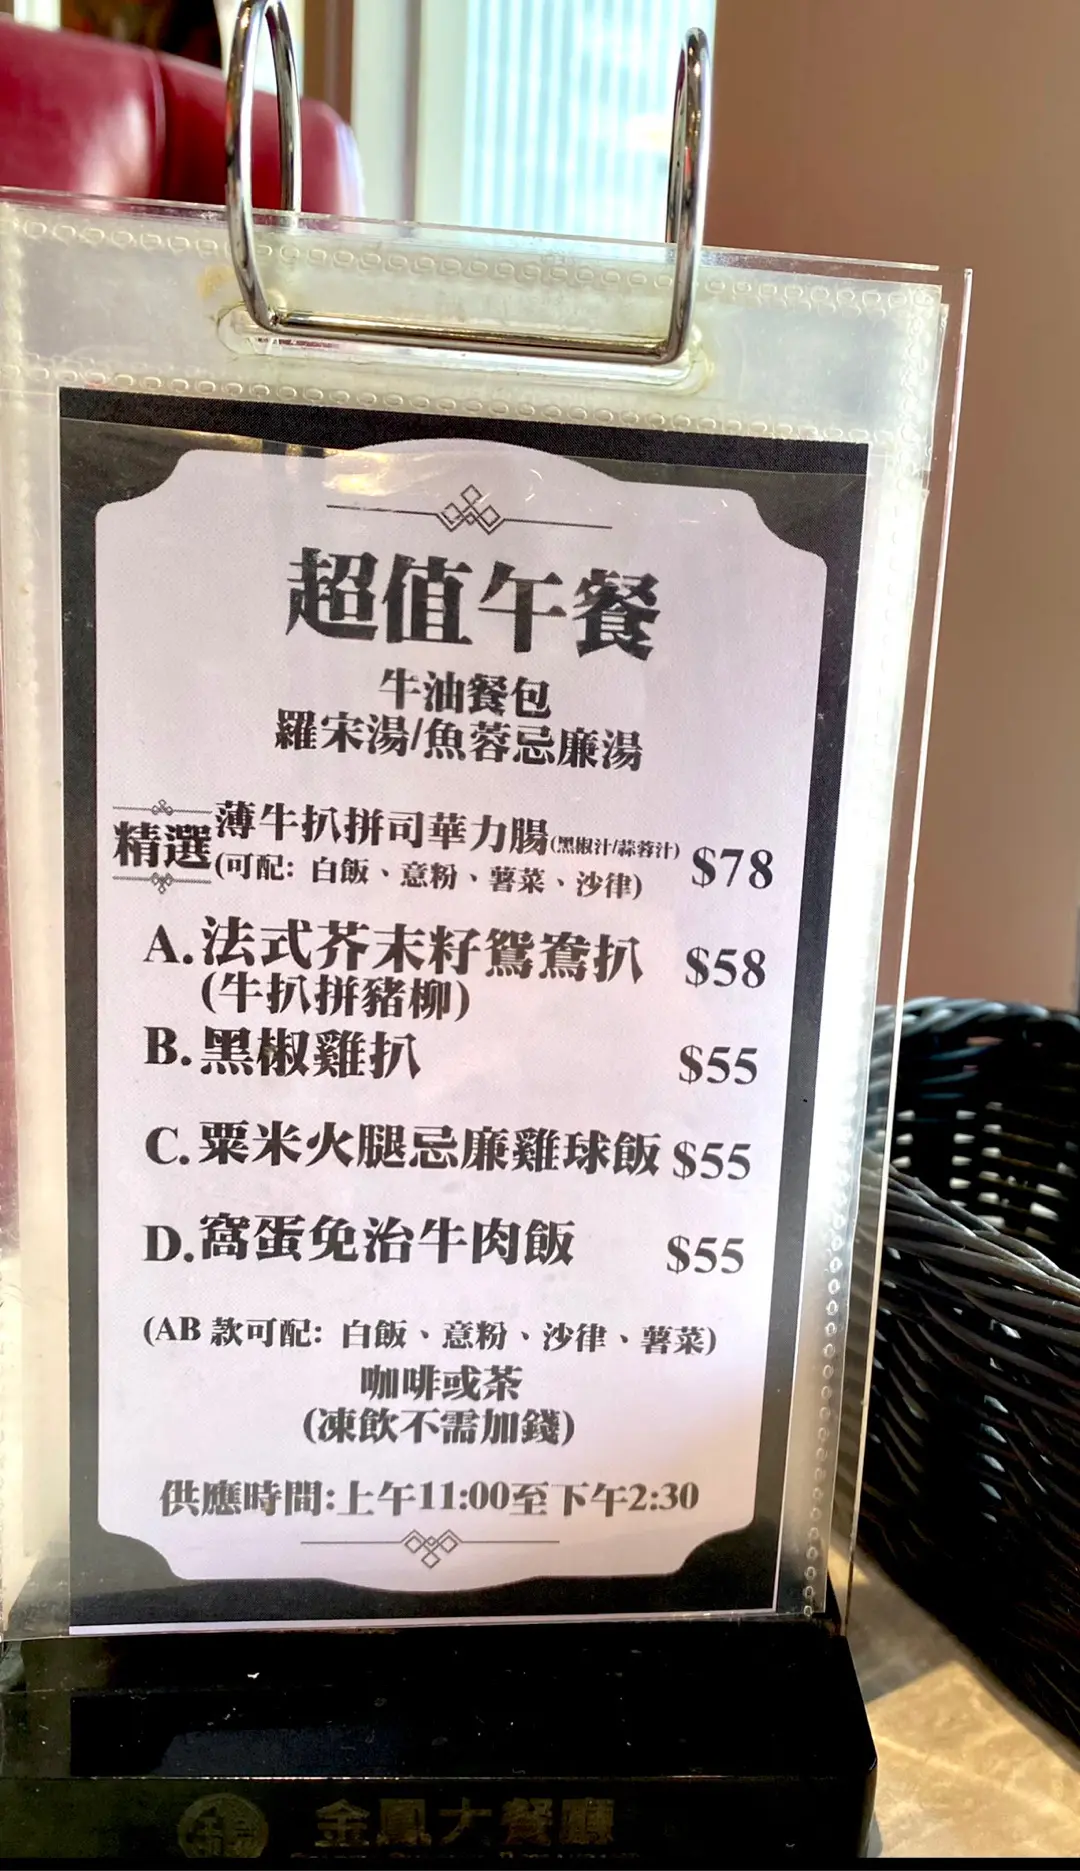 超值午餐
牛油餐包
羅宋湯/魚蓉忌廉湯
精選
薄牛扒拼司華力腸(黑椒汁/蒜蓉汁) $78
(可配: 白飯、意粉、薯菜、沙律)
A.法式芥末籽鴛鴦扒 $58
(牛扒拼豬柳)
B.黑椒雞扒 $55
C.粟米火腿忌廉雞球飯 $55
D.窩蛋免治牛肉飯 $55
(AB 款可配: 白飯、意粉、沙律、薯菜)
咖啡或茶
(凍飲不需加錢)
供應時間:上午11:00至下午2:30
金鳳大餐廳